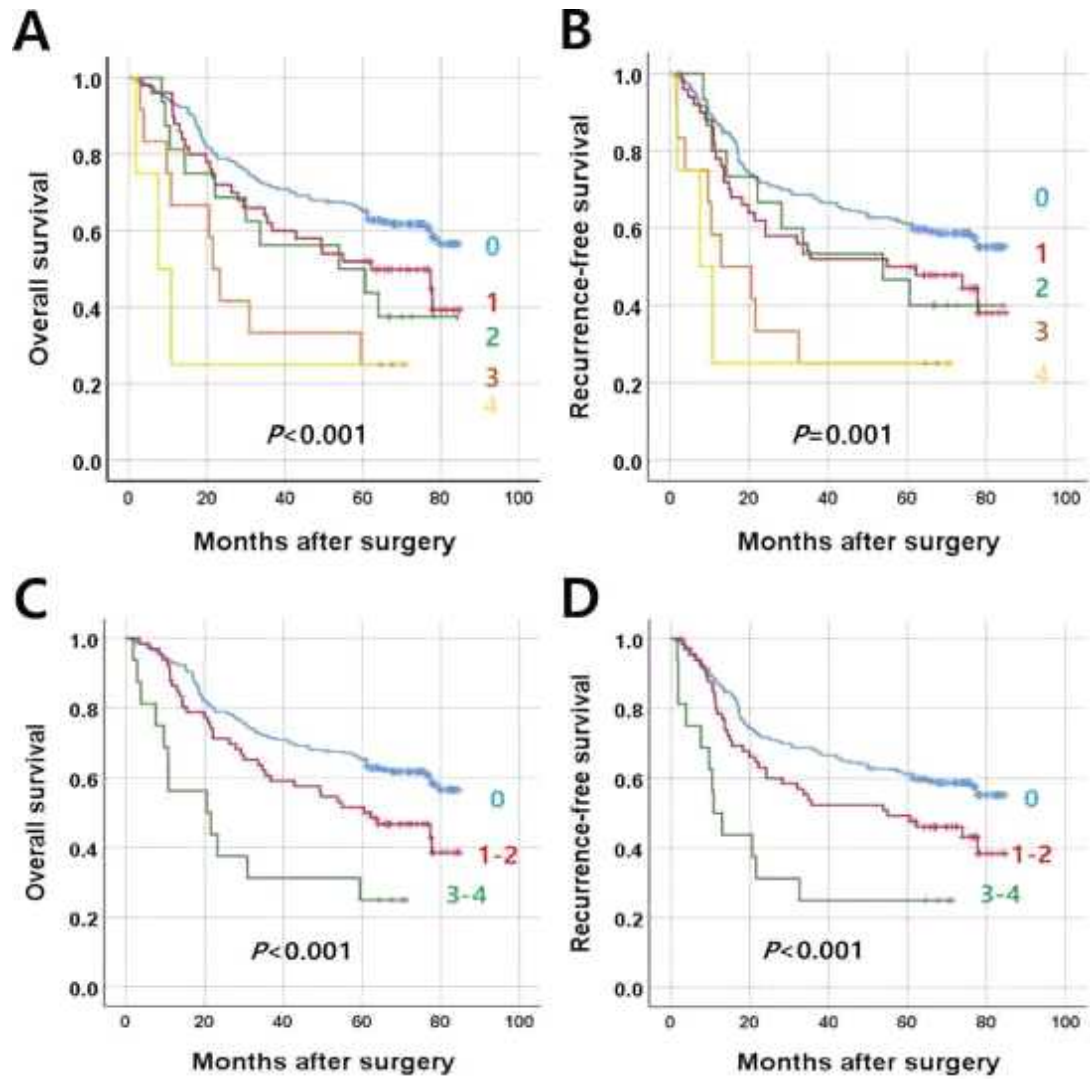 A
Overall survival
1.0
0.8
0.6
0.4
0.2
0.0
0
1
2
3
4
P<0.001
0 20 40 60 80 100
Months after surgery
B
Recurrence-free survival
1.0
0.8
0.6
0.4
0.2
0.0
0
1
2
3
4
P=0.001
0 20 40 60 80 100
Months after surgery
C
Overall survival
1.0
0.8
0.6
0.4
0.2
0.0
0
1-2
3-4
P<0.001
0 20 40 60 80 100
Months after surgery
D
Recurrence-free survival
1.0
0.8
0.6
0.4
0.2
0.0
0
1-2
3-4
P<0.001
0 20 40 60 80 100
Months after surgery